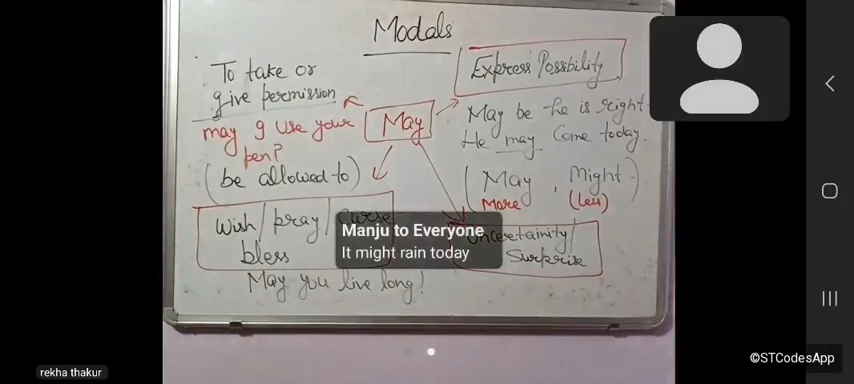 Modals
To take or
give permission
may I use your
pen?
(be allowed to)
May
Express Possibility
May be he is right.
He may come today.
(May, Might)
More (Less)
Wish/pray/curse
bless
May you live long!
Uncertainity/
Surprise
Manju to Everyone
It might rain today
rekha thakur
©STCodesApp